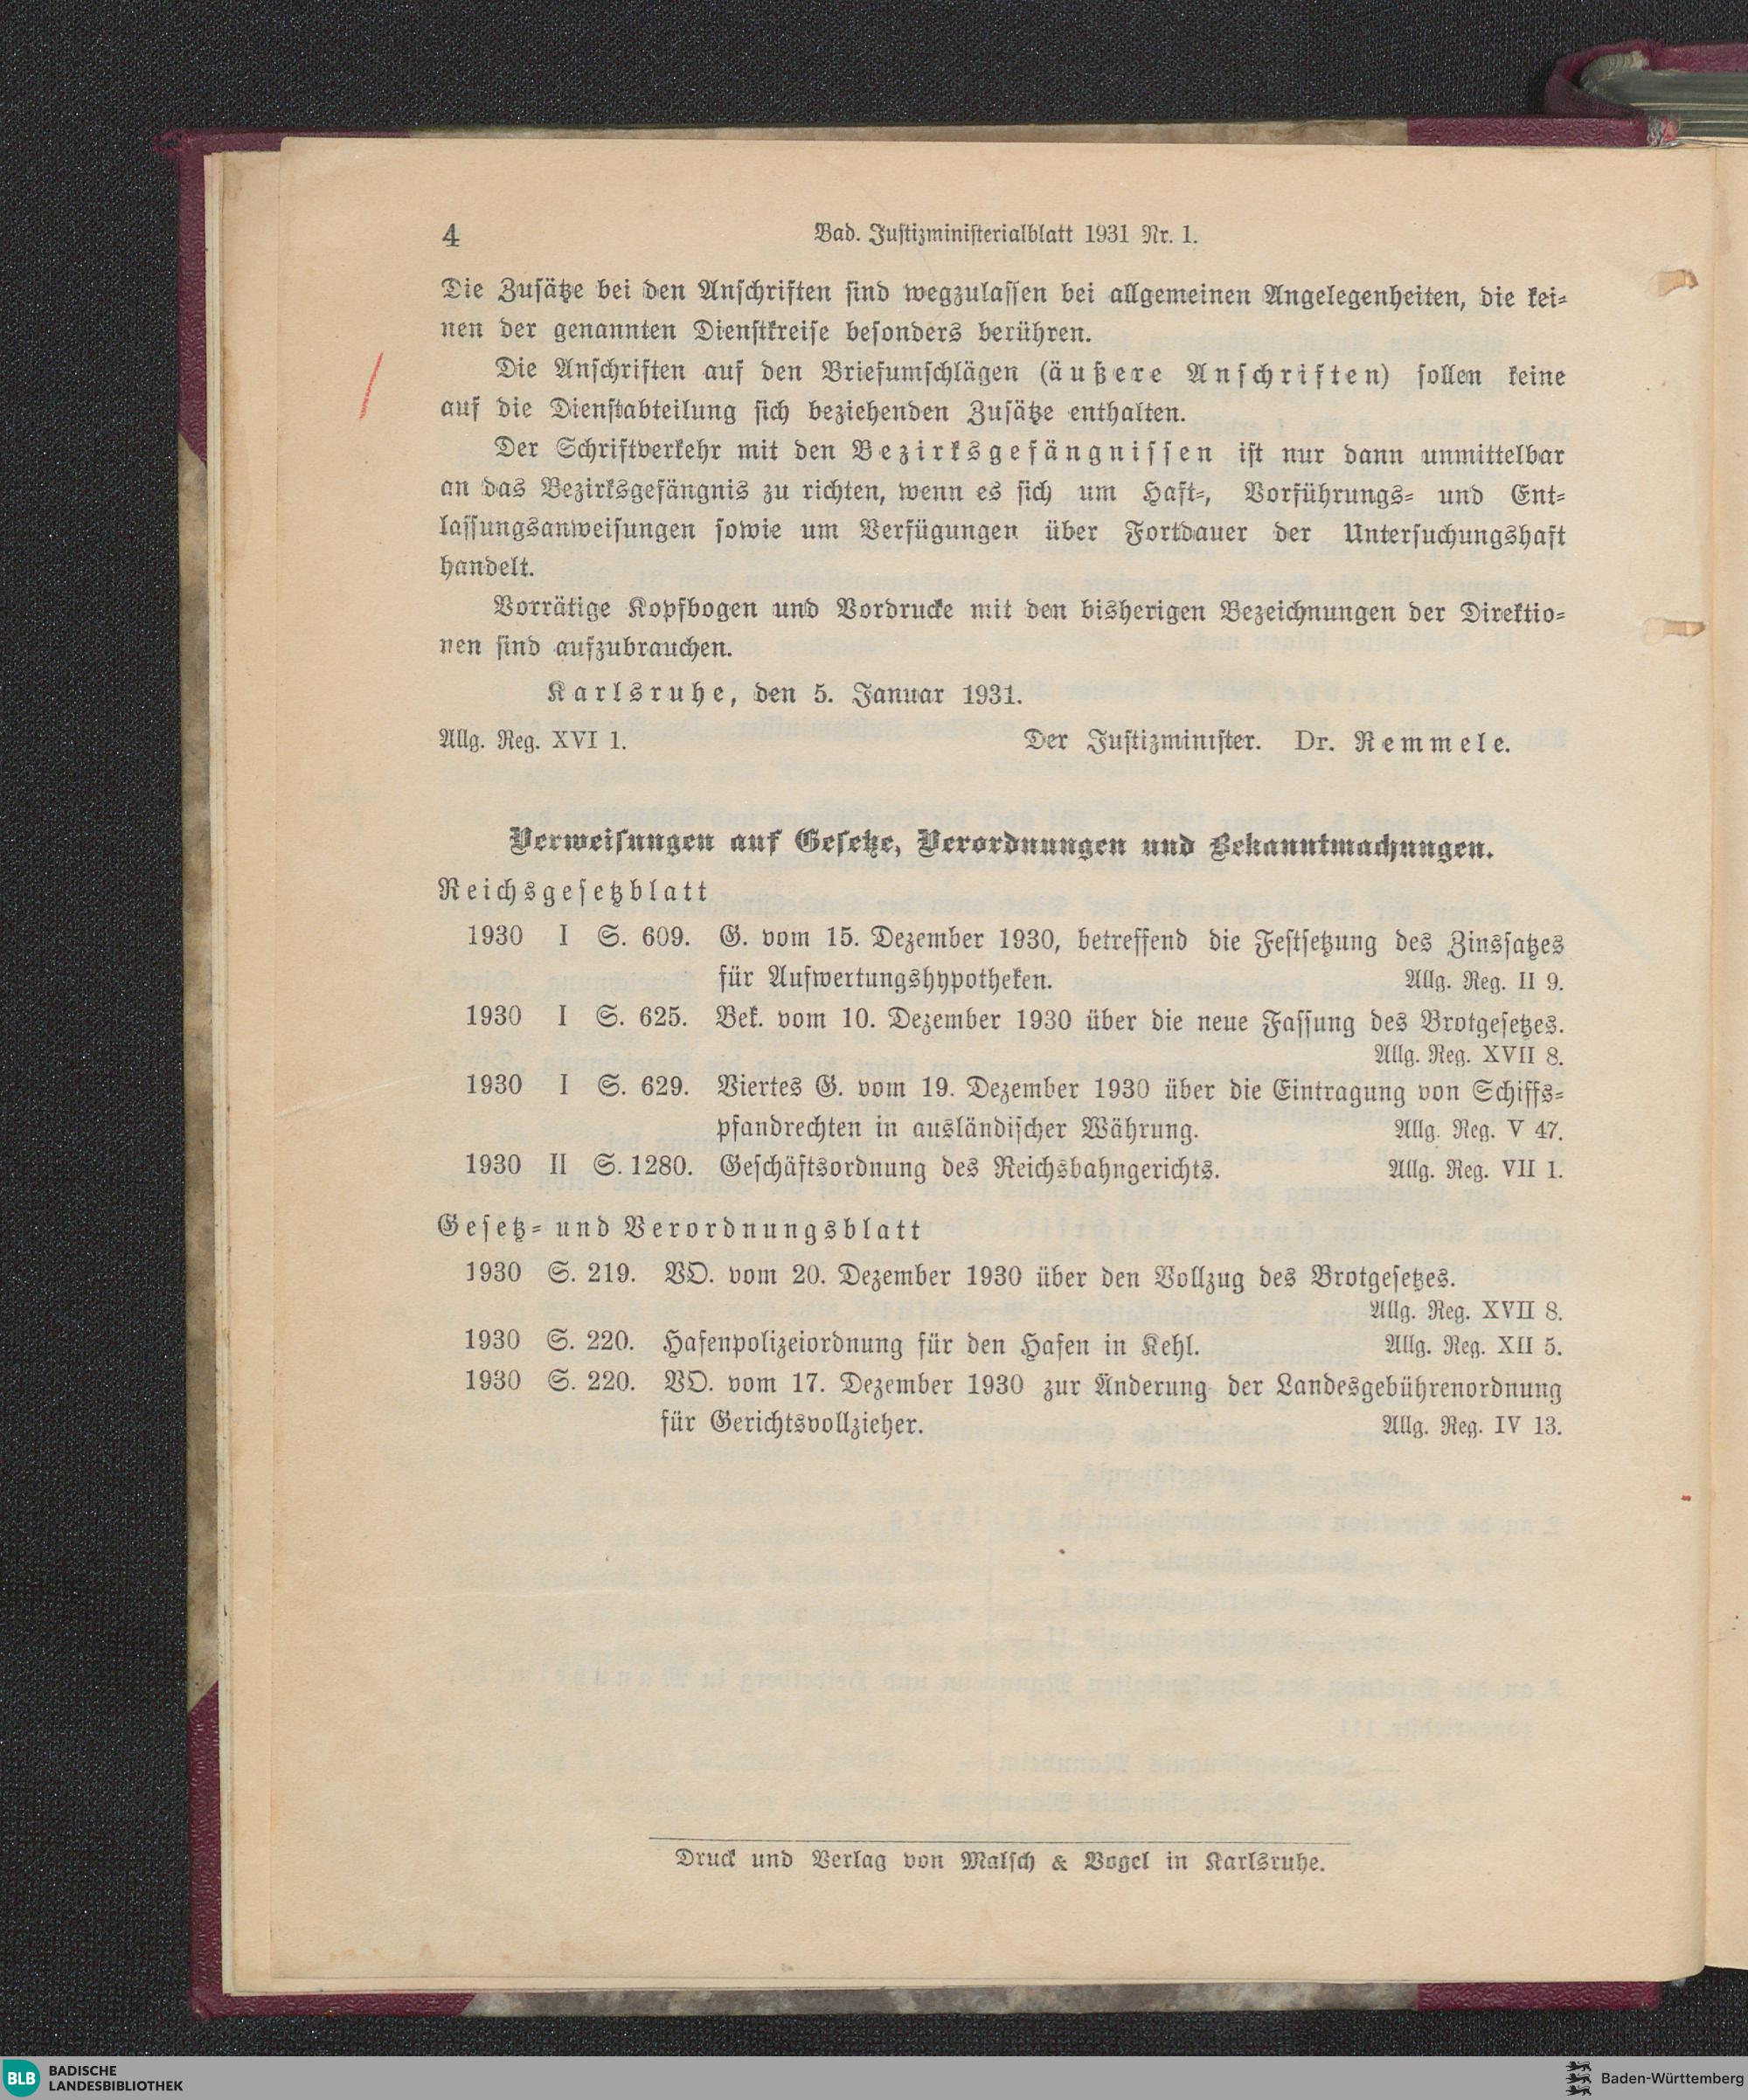 4
Bad. Justizministerialblatt 1931 Nr. 1.
Die Zusätze bei den Anschriften sind wegzulassen bei allgemeinen Angelegenheiten, die kei-
nen der genannten Dienstkreise besonders berühren.
Die Anschriften auf den Briefumschlägen (äußere Anschriften) sollen keine
auf die Dienstabteilung sich beziehenden Zusätze enthalten.
Der Schriftverkehr mit den Bezirksgefängnissen ist nur dann unmittelbar
an das Bezirksgefängnis zu richten, wenn es sich um Haft-, Vorführungs- und Ent-
lassungsanweisungen sowie um Verfügungen über Fortdauer der Untersuchungshaft
handelt.
Vorrätige Kopfbogen und Vordrucke mit den bisherigen Bezeichnungen der Direktio-
nen sind aufzubrauchen.
Karlsruhe, den 5. Januar 1931.
Allg. Reg. XVI 1. Der Justizminister. Dr. Remmele.
Verweisungen auf Gesetze, Verordnungen und Bekanntmachungen.
Reichsgesetzblatt
1930 I S. 609. G. vom 15. Dezember 1930, betreffend die Festsetzung des Zinssatzes
für Aufwertungshypotheken. Allg. Reg. II 9.
1930 I S. 625. Bek. vom 10. Dezember 1930 über die neue Fassung des Brotgesetzes.
Allg. Reg. XVII 8.
1930 I S. 629. Viertes G. vom 19. Dezember 1930 über die Eintragung von Schiffs-
pfandrechten in ausländischer Währung. Allg. Reg. V 47.
1930 II S. 1280. Geschäftsordnung des Reichsbahngerichts. Allg. Reg. VII 1.
Gesetz- und Verordnungsblatt
1930 S. 219. VO. vom 20. Dezember 1930 über den Vollzug des Brotgesetzes.
Allg. Reg. XVII 8.
1930 S. 220. Hafenpolizeiordnung für den Hafen in Kehl. Allg. Reg. XII 5.
1930 S. 220. VO. vom 17. Dezember 1930 zur Änderung der Landesgebührenordnung
für Gerichtsvollzieher. Allg. Reg. IV 13.
Druck und Verlag von Malsch & Vogel in Karlsruhe.
BLB BADISCHE
LANDESBIBLIOTHEK
Baden-Württemberg